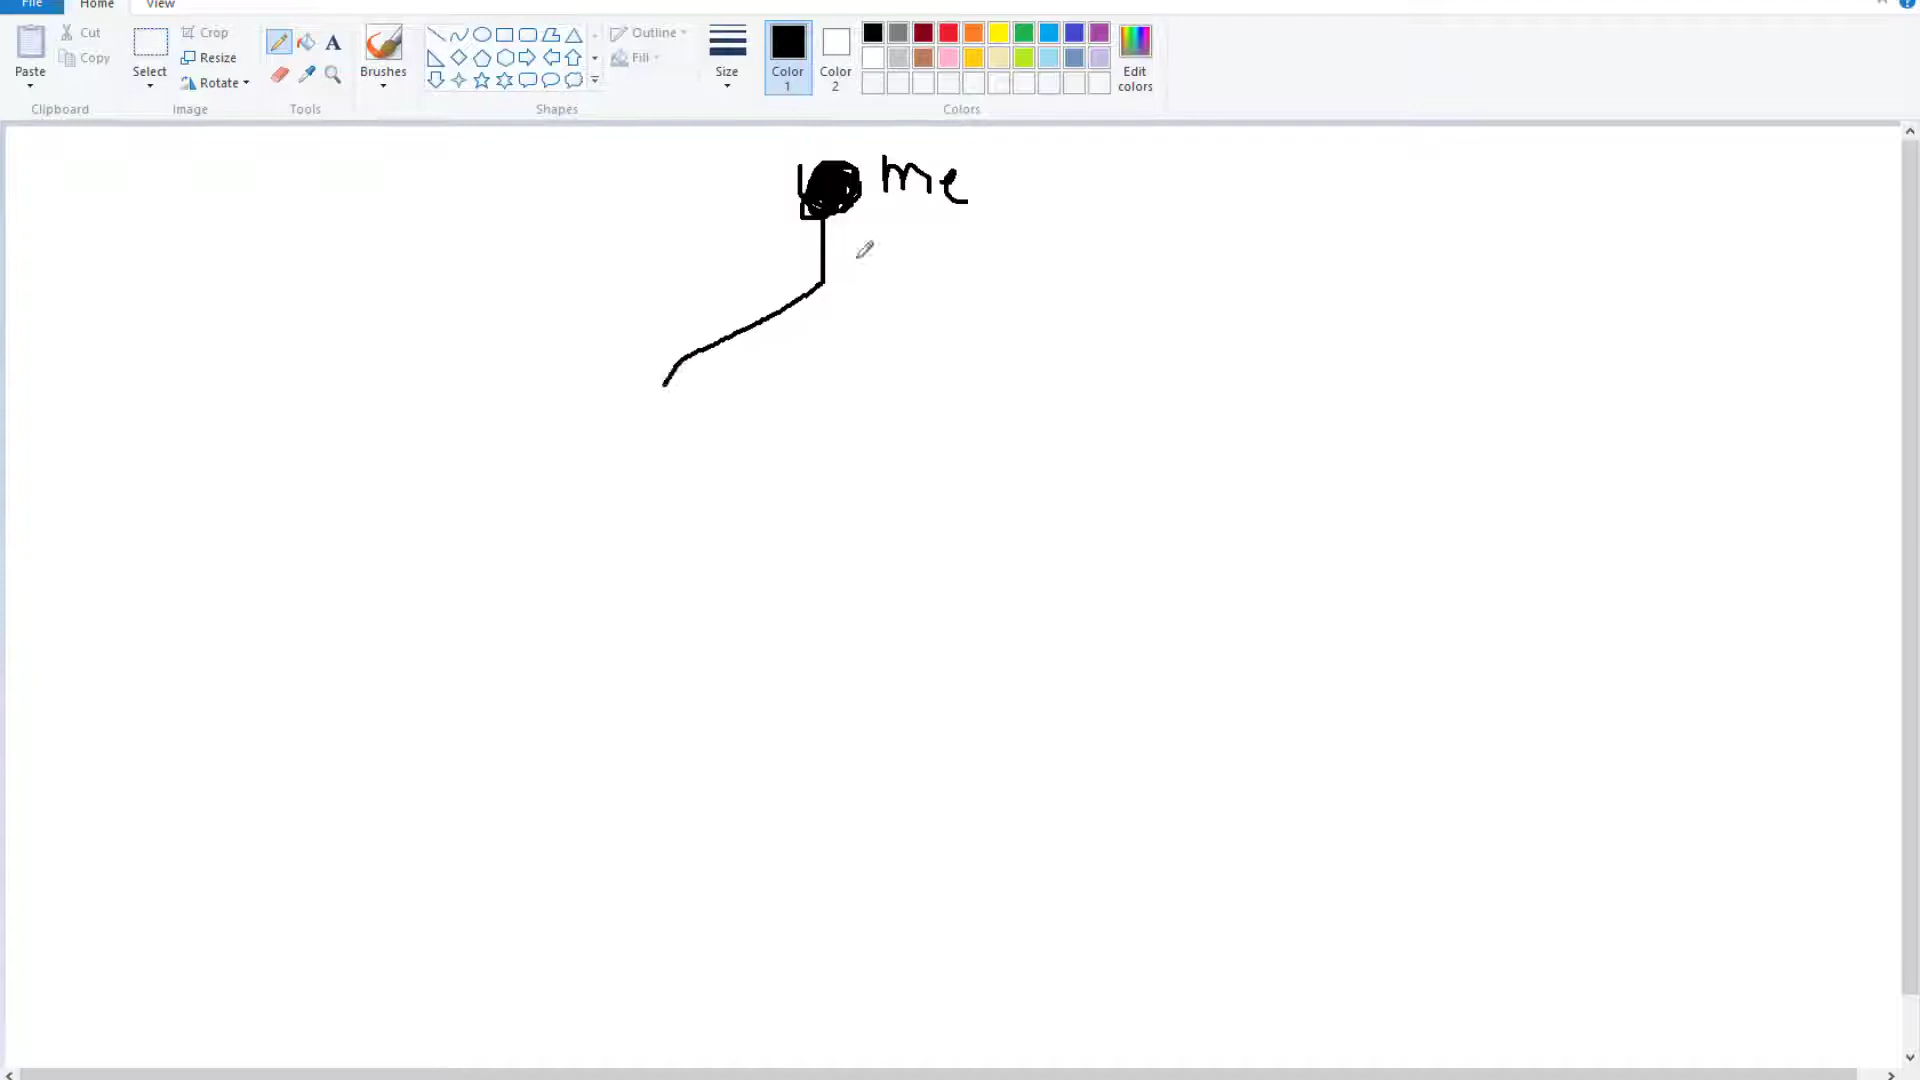 File Home View
Cut
Copy
Paste
Clipboard
Crop
Resize
Rotate
Select
Image
A
Tools
Brushes
Shapes
Outline
Fill
Size
Color 1
Color 2
Edit colors
Colors
me